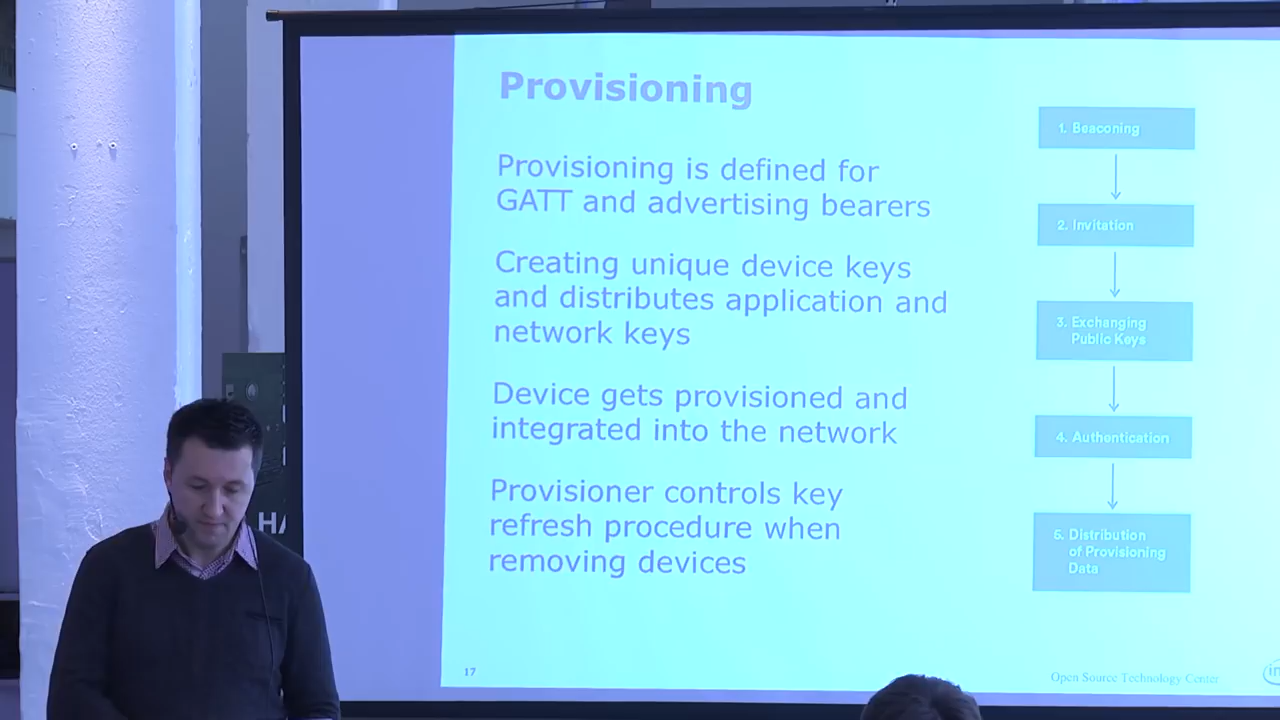 Provisioning
Provisioning is defined for
GATT and advertising bearers
Creating unique device keys
and distributes application and
network keys
Device gets provisioned and
integrated into the network
Provisioner controls key
refresh procedure when
removing devices
1. Beaconing
2. Invitation
3. Exchanging
Public Keys
4. Authentication
5. Distribution
of Provisioning
Data
17
Open Source Technology Center